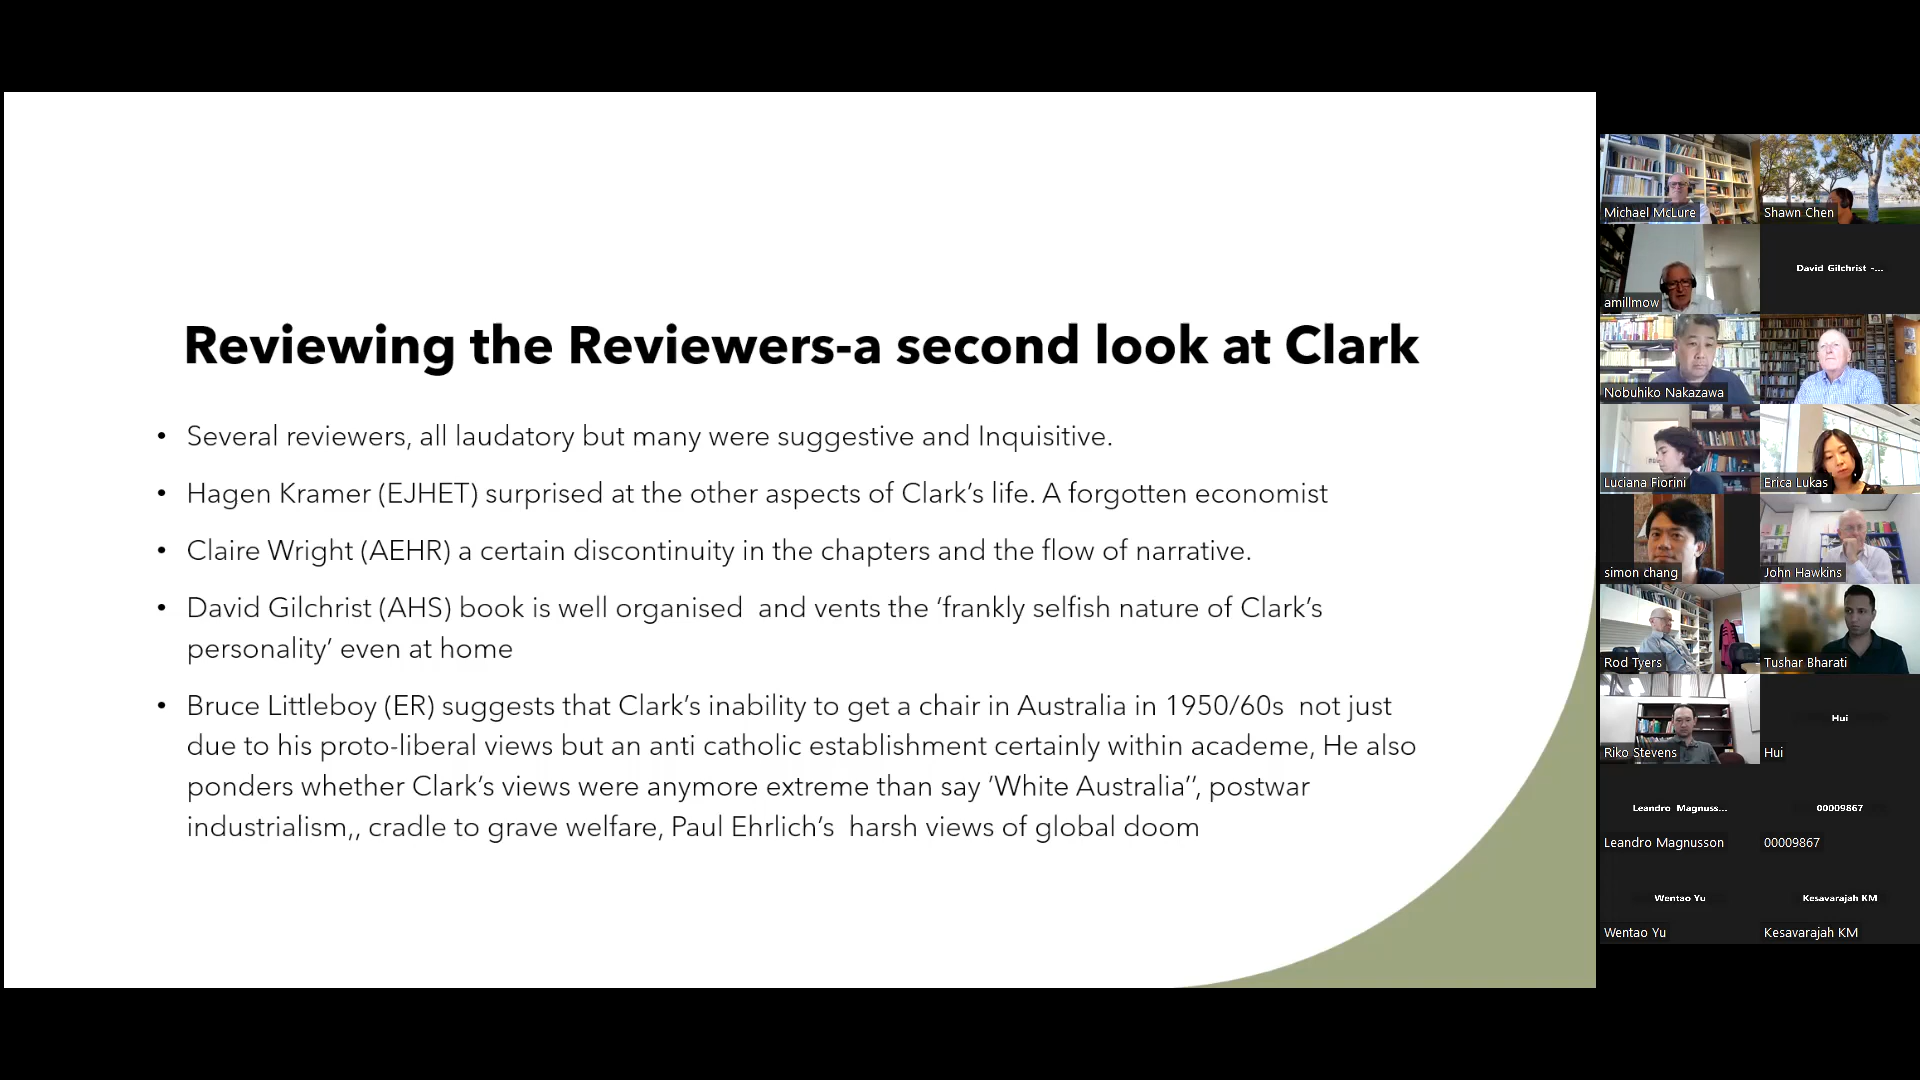 Reviewing the Reviewers-a second look at Clark
• Several reviewers, all laudatory but many were suggestive and Inquisitive.
• Hagen Kramer (EJHET) surprised at the other aspects of Clark’s life. A forgotten economist
• Claire Wright (AEHR) a certain discontinuity in the chapters and the flow of narrative.
• David Gilchrist (AHS) book is well organised  and vents the ‘frankly selfish nature of Clark’s
personality’ even at home
• Bruce Littleboy (ER) suggests that Clark’s inability to get a chair in Australia in 1950/60s  not just
due to his proto-liberal views but an anti catholic establishment certainly within academe, He also
ponders whether Clark’s views were anymore extreme than say ‘White Australia’’, postwar
industrialism,, cradle to grave welfare, Paul Ehrlich’s  harsh views of global doom
Michael McLure
Shawn Chen
amillmow
David Gilchrist -...
Nobuhiko Nakazawa
Luciana Fiorini
Erica Lukas
simon chang
John Hawkins
Rod Tyers
Tushar Bharati
Riko Stevens
Hui
Hui
Leandro Magnuss...
Leandro Magnusson
00009867
00009867
Wentao Yu
Wentao Yu
Kesavarajah KM
Kesavarajah KM